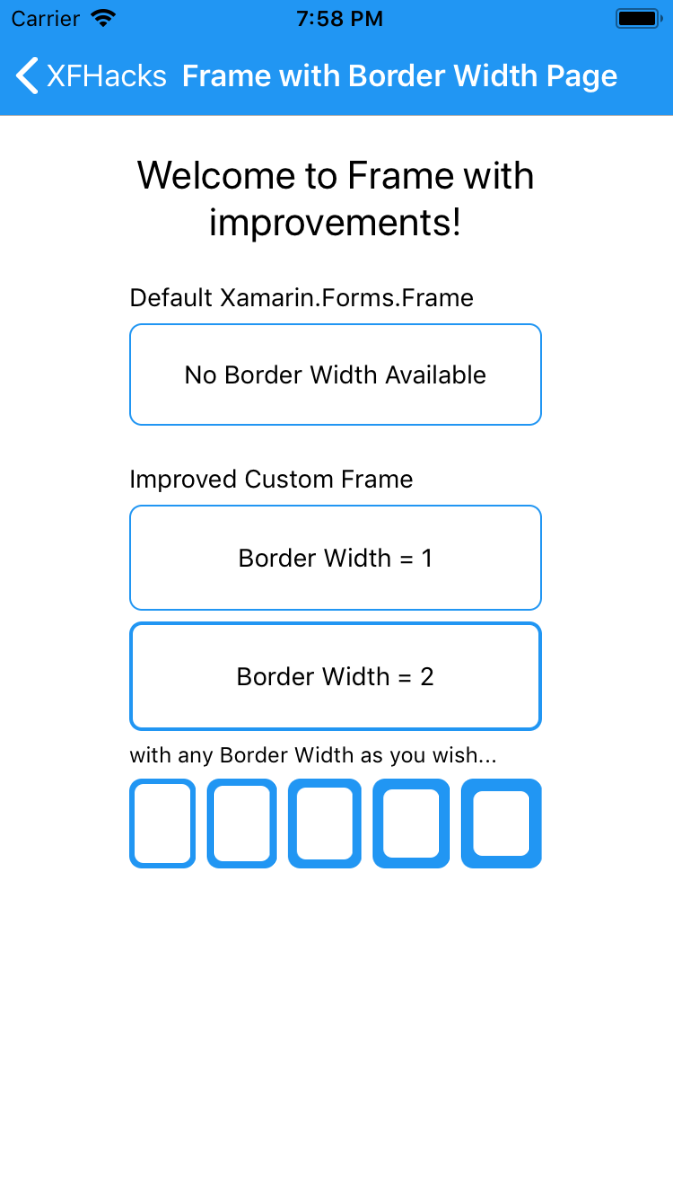 Carrier 7:58 PM
XFHacks Frame with Border Width Page
Welcome to Frame with
improvements!
Default Xamarin.Forms.Frame
No Border Width Available
Improved Custom Frame
Border Width = 1
Border Width = 2
with any Border Width as you wish...